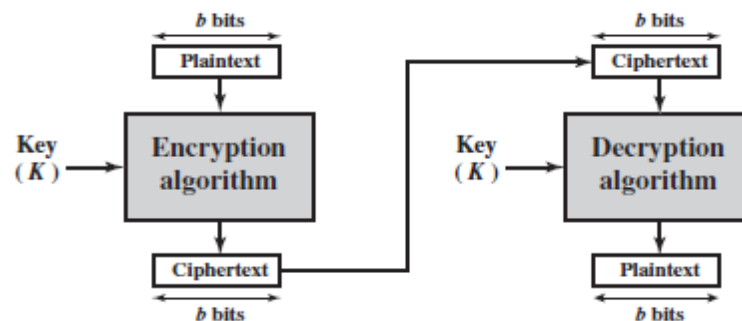 b bits
Plaintext
Key
(K)
Encryption
algorithm
Ciphertext
b bits
b bits
Ciphertext
Key
(K)
Decryption
algorithm
Plaintext
b bits